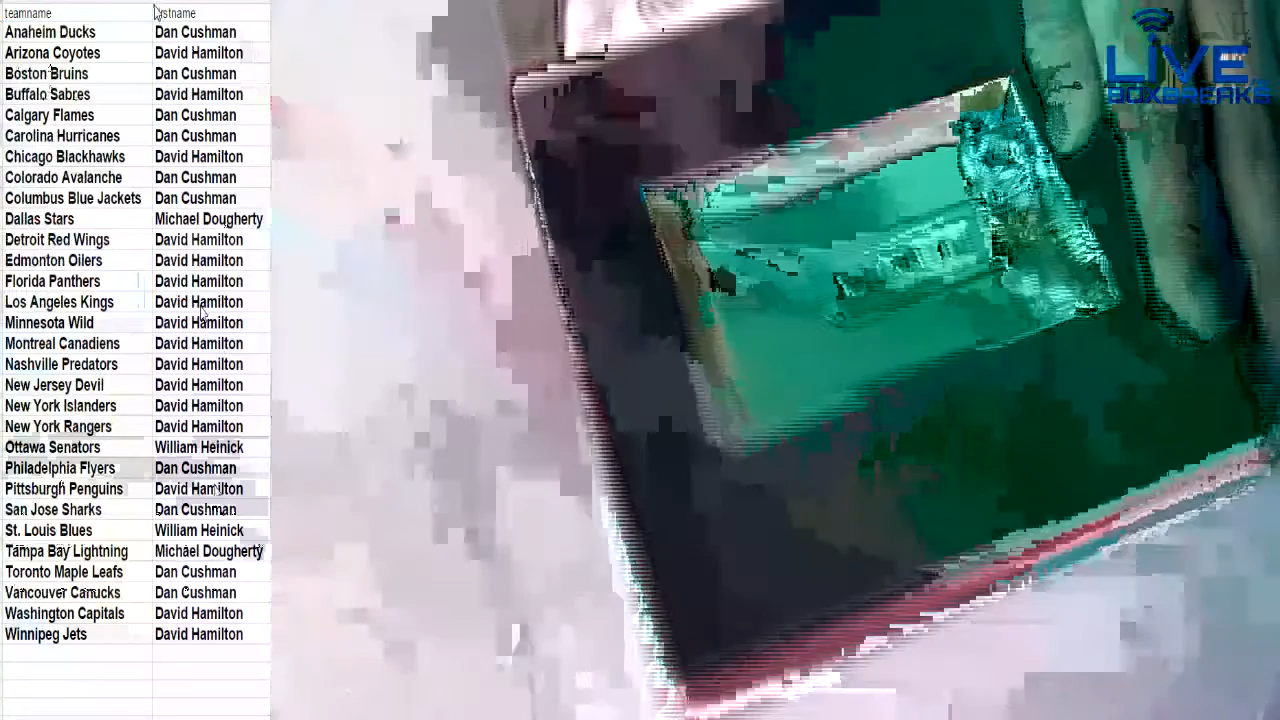 teamname	rstname
Anaheim Ducks	Dan Cushman
Arizona Coyotes	David Hamilton
Boston Bruins	Dan Cushman
Buffalo Sabres	David Hamilton
Calgary Flames	Dan Cushman
Carolina Hurricanes	Dan Cushman
Chicago Blackhawks	David Hamilton
Colorado Avalanche	Dan Cushman
Columbus Blue Jackets	Dan Cushman
Dallas Stars	Michael Dougherty
Detroit Red Wings	David Hamilton
Edmonton Oilers	David Hamilton
Florida Panthers	David Hamilton
Los Angeles Kings	David Hamilton
Minnesota Wild	David Hamilton
Montreal Canadiens	David Hamilton
Nashville Predators	David Hamilton
New Jersey Devil	David Hamilton
New York Islanders	David Hamilton
New York Rangers	David Hamilton
Ottawa Senators	William Heinick
Philadelphia Flyers	Dan Cushman
Pittsburgh Penguins	David Hamilton
San Jose Sharks	Dan Cushman
St. Louis Blues	William Heinick
Tampa Bay Lightning	Michael Dougherty
Toronto Maple Leafs	Dan Cushman
Vancouver Canucks	Dan Cushman
Washington Capitals	David Hamilton
Winnipeg Jets	David Hamilton
LIVE
BOXBREAKS